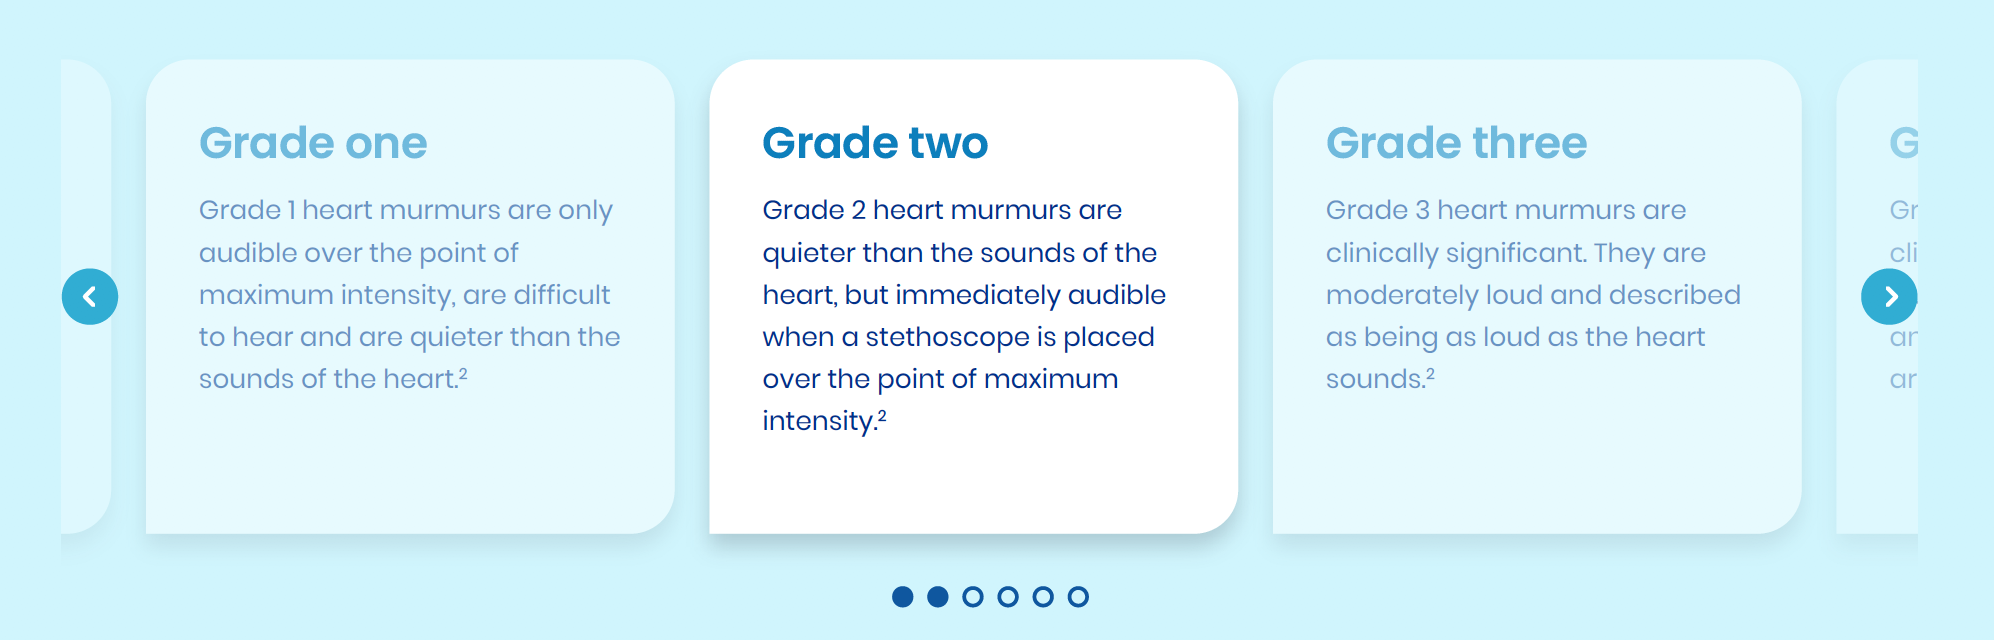 Grade one
Grade 1 heart murmurs are only
audible over the point of
maximum intensity, are difficult
to hear and are quieter than the
sounds of the heart.²
Grade two
Grade 2 heart murmurs are
quieter than the sounds of the
heart, but immediately audible
when a stethoscope is placed
over the point of maximum
intensity.²
Grade three
Grade 3 heart murmurs are
clinically significant. They are
moderately loud and described
as being as loud as the heart
sounds.²